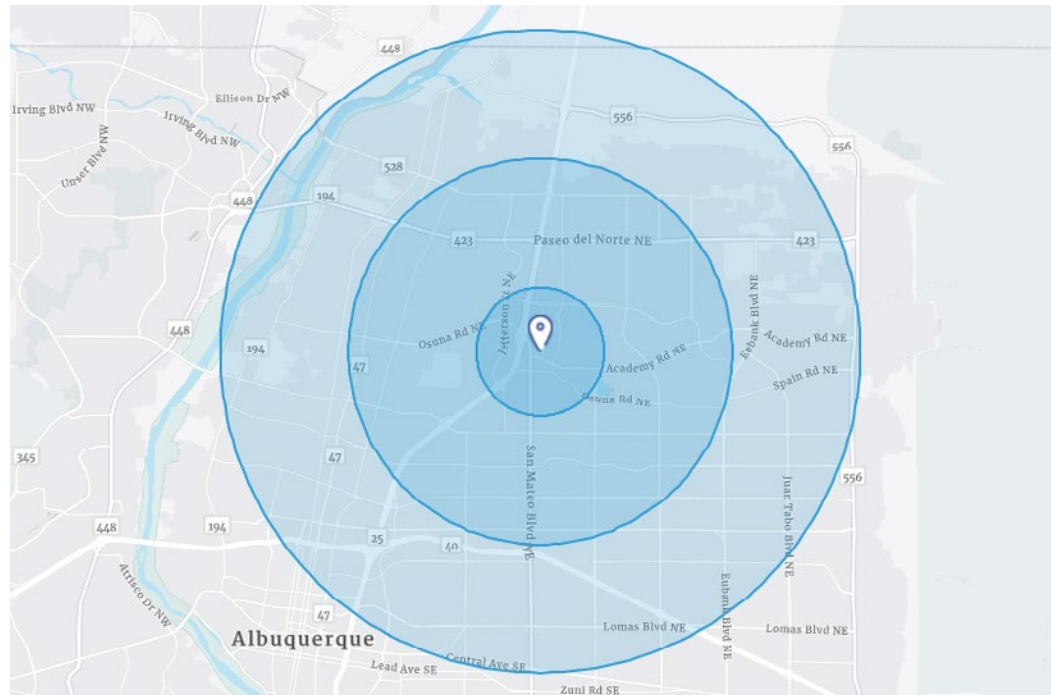 448
Ellison Dr NW
Irving Blvd NW
Irving Blvd NW
556
556
Unser Blvd NW
528
194
448
423
Paseo del Norte NE
423
Jefferson St NE
Eubank Blvd NE
448
Osuna Rd NE
Academy Rd NE
194
Academy Rd NE
47
Spain Rd NE
Osuna Rd NE
345
47
San Mateo Blvd NE
556
Juan Tabo Blvd NE
448
194
25
40
Atrisco Dr NW
Eubank Blvd NE
47
Lomas Blvd NE
Lomas Blvd NE
Albuquerque
Lead Ave SE
Central Ave SE
Zuni Rd SE